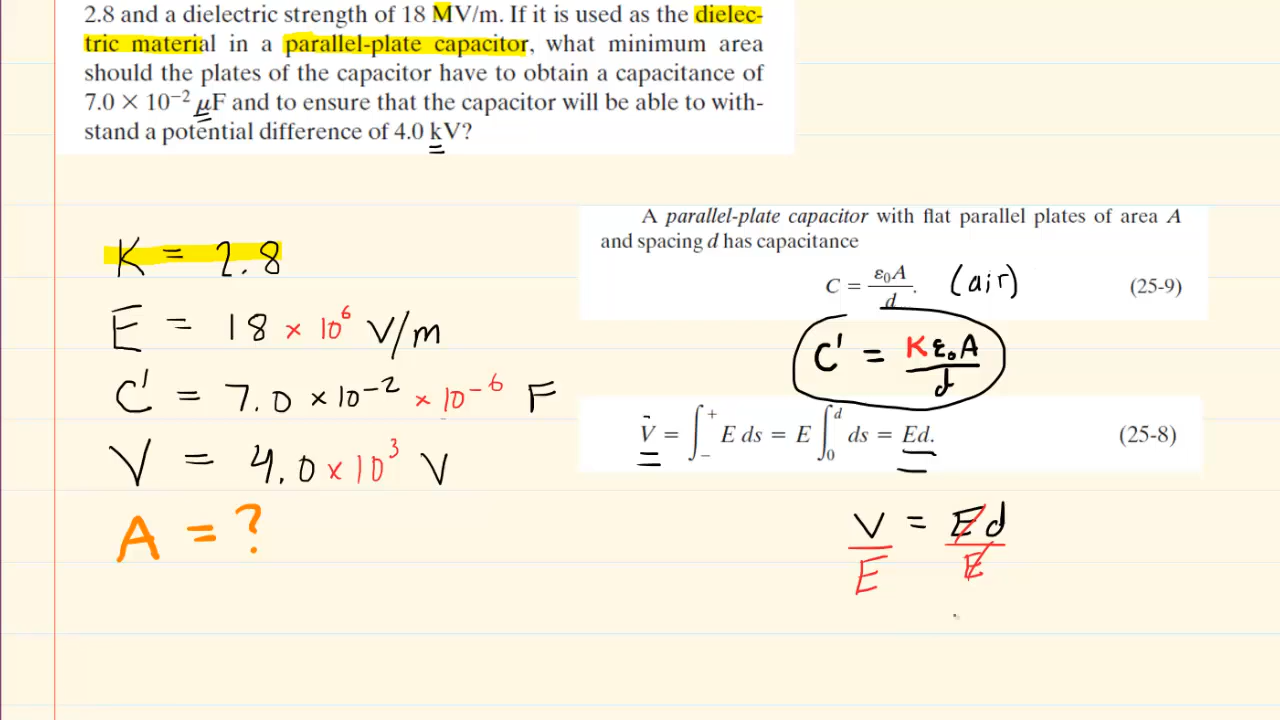 2.8 and a dielectric strength of 18 MV/m. If it is used as the dielec-
tric material in a parallel-plate capacitor, what minimum area
should the plates of the capacitor have to obtain a capacitance of
7.0 × 10⁻² μF and to ensure that the capacitor will be able to with-
stand a potential difference of 4.0 kV?
K = 2.8
E = 18 × 10⁶ V/m
C' = 7.0 × 10⁻² × 10⁻⁶ F
V = 4.0 × 10³ V
A = ?
A parallel-plate capacitor with flat parallel plates of area A
and spacing d has capacitance
C = ε₀A/d. (air) (25-9)
C' = Kε₀A/d
V = ∫₋⁺ E ds = E ∫₀ᵈ ds = Ed. (25-8)
V/E = Ed/E